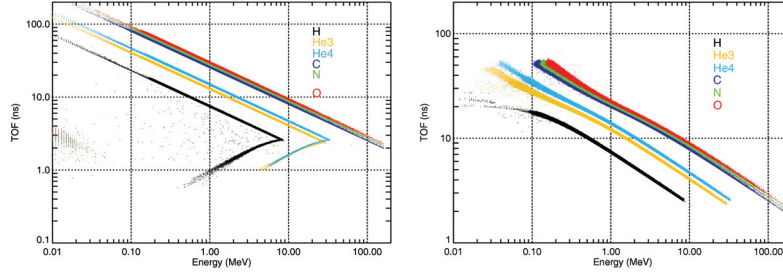 100.0
10.0
1.0
0.1
TOF (ns)
0.01
0.10
1.00
10.00
100.00
Energy (MeV)
H
He3
He4
C
N
O
100
10
1
TOF (ns)
0.01
0.10
1.00
10.00
100.00
Energy (MeV)
H
He3
He4
C
N
O